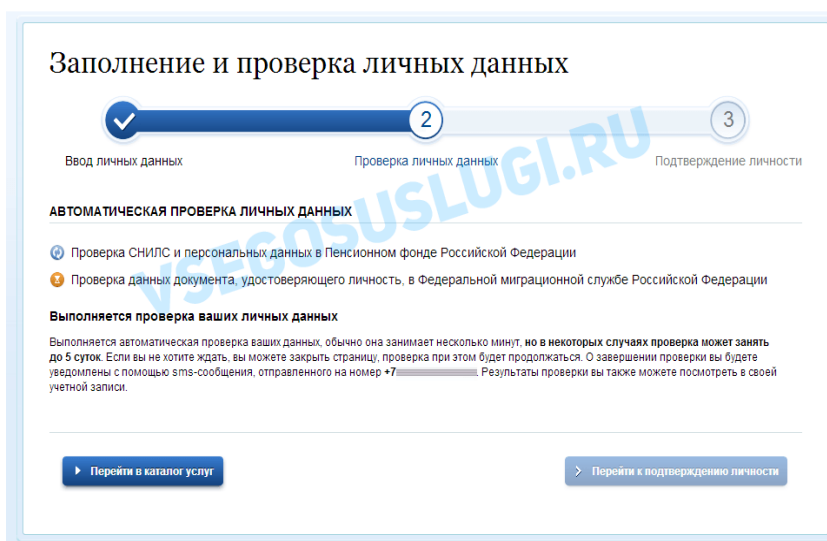 Заполнение и проверка личных данных
2
3
Ввод личных данных
Проверка личных данных
Подтверждение личности
VSEGOSUSLUGI.RU
АВТОМАТИЧЕСКАЯ ПРОВЕРКА ЛИЧНЫХ ДАННЫХ
Проверка СНИЛС и персональных данных в Пенсионном фонде Российской Федерации
Проверка данных документа, удостоверяющего личность, в Федеральной миграционной службе Российской Федерации
Выполняется проверка ваших личных данных
Выполняется автоматическая проверка ваших данных, обычно она занимает несколько минут, но в некоторых случаях проверка может занять
до 5 суток. Если вы не хотите ждать, вы можете закрыть страницу, проверка при этом будет продолжаться. О завершении проверки вы будете
уведомлены с помощью sms-сообщения, отправленного на номер +7. Результаты проверки вы также можете посмотреть в своей
учетной записи.
Перейти в каталог услуг
Перейти к подтверждению личности